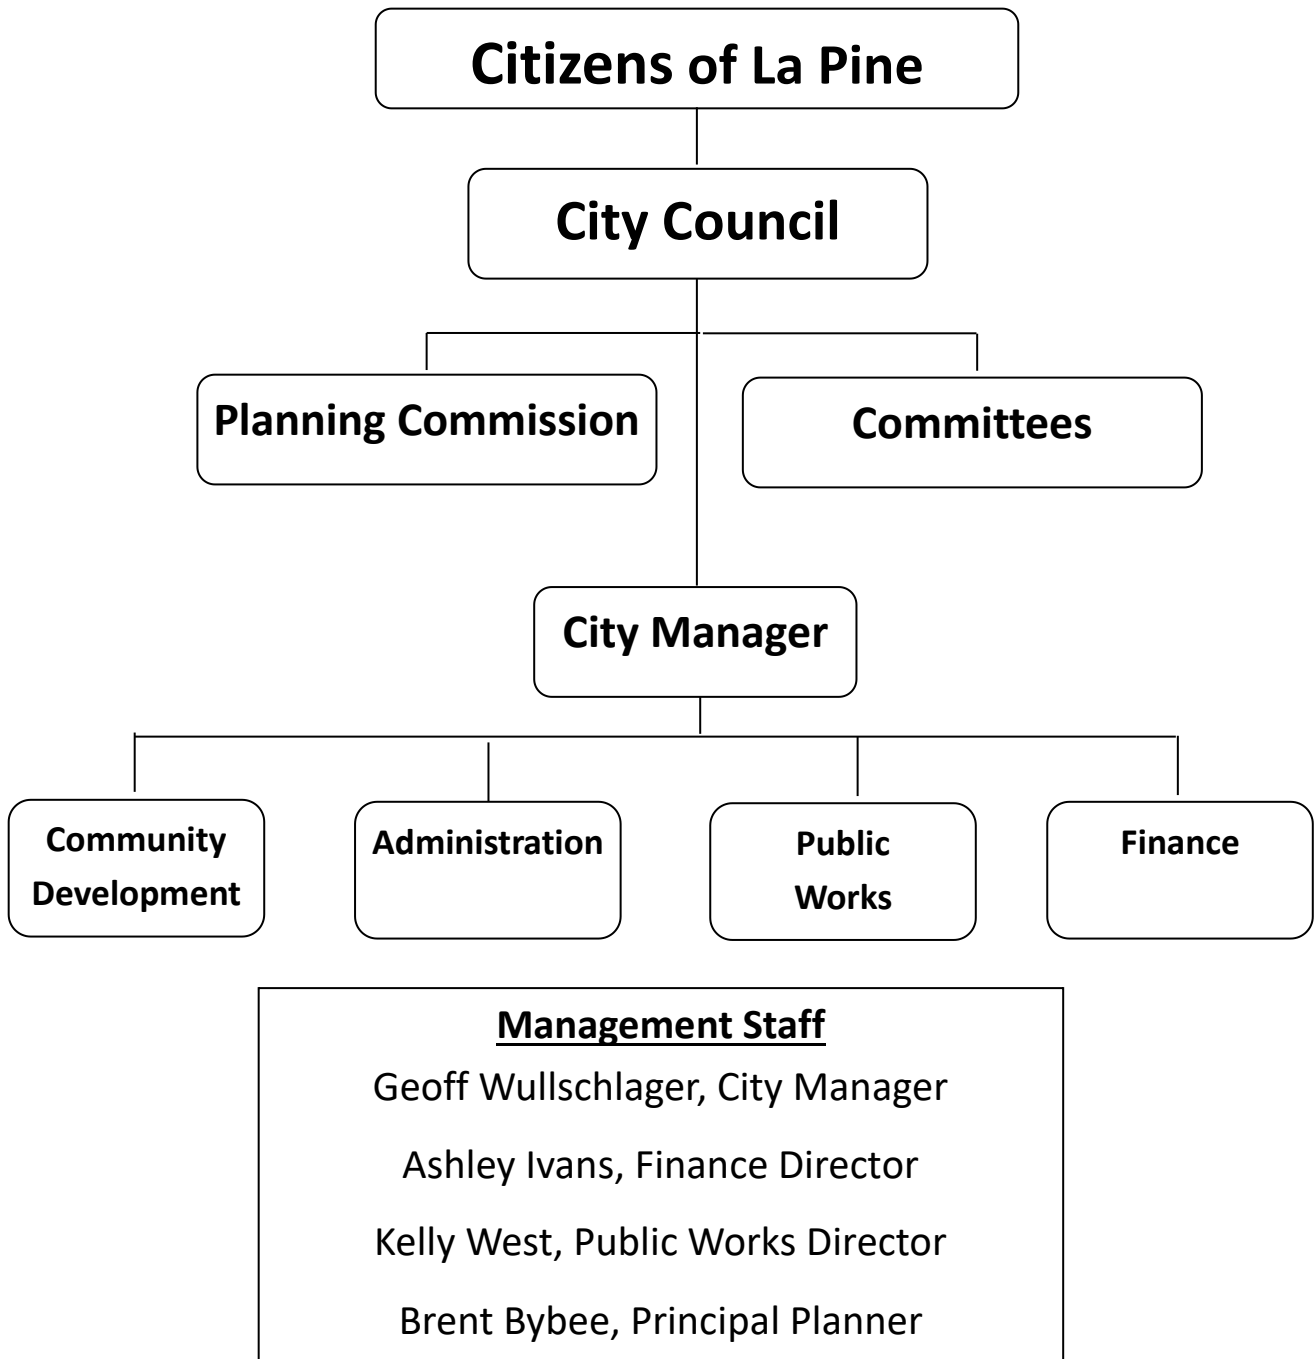 Citizens of La Pine
City Council
Planning Commission
Committees
City Manager
Community
Development
Administration
Public
Works
Finance
Management Staff
Geoff Wullschlager, City Manager
Ashley Ivans, Finance Director
Kelly West, Public Works Director
Brent Bybee, Principal Planner